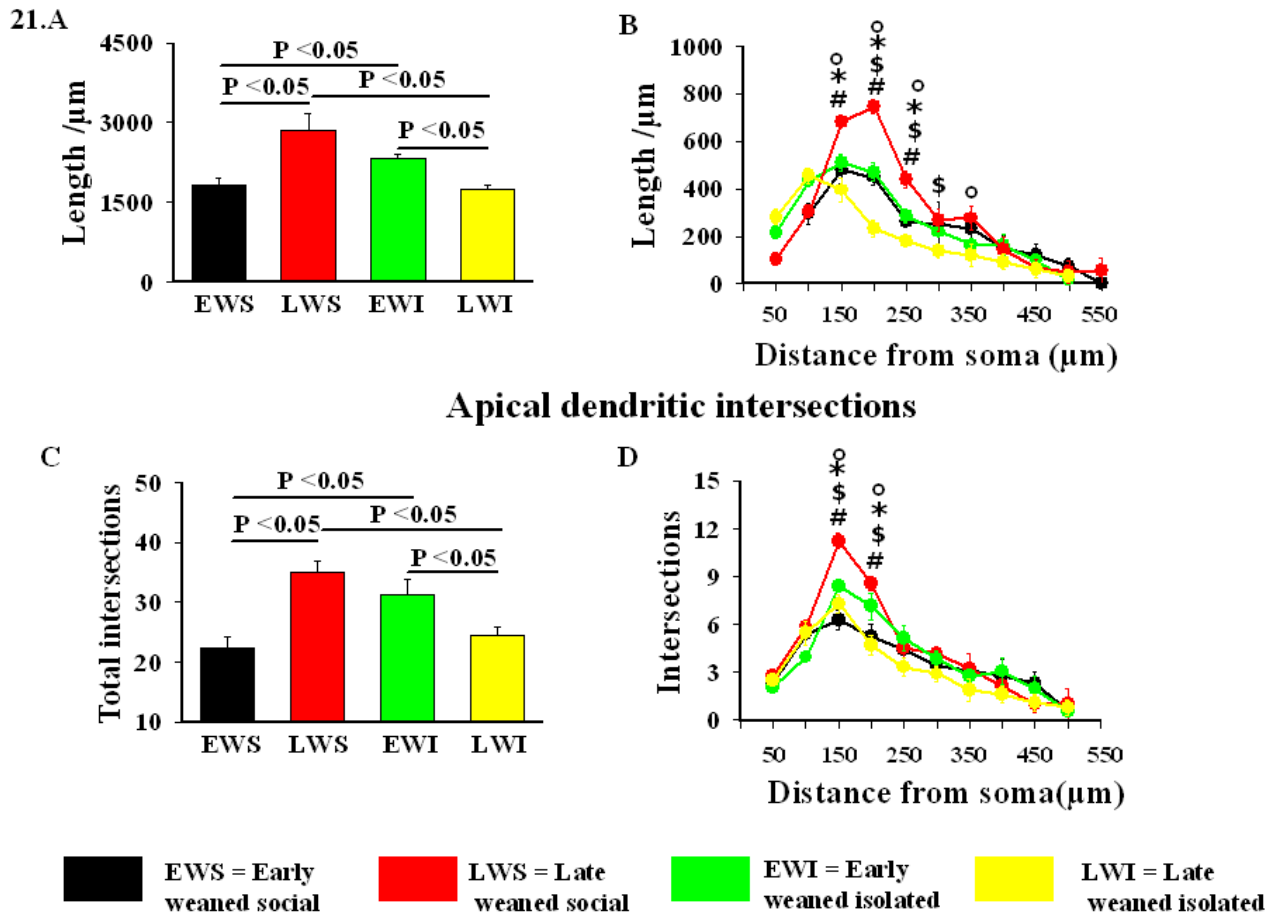 21.A
4500
3000
1500
0
Length /µm
P <0.05
P <0.05
P <0.05
P <0.05
EWS LWS EWI LWI
B
1000
800
600
400
200
0
Length /µm
° * #
° * $ #
° * $ #
$
°
50 150 250 350 450 550
Distance from soma (µm)
Apical dendritic intersections
C
50
40
30
20
10
Total intersections
P <0.05
P <0.05
P <0.05
P <0.05
EWS LWS EWI LWI
D
15
12
9
6
3
0
Intersections
° * $ #
° * $ #
50 150 250 350 450 550
Distance from soma(µm)
EWS = Early
weaned social
LWS = Late
weaned social
EWI = Early
weaned isolated
LWI = Late
weaned isolated